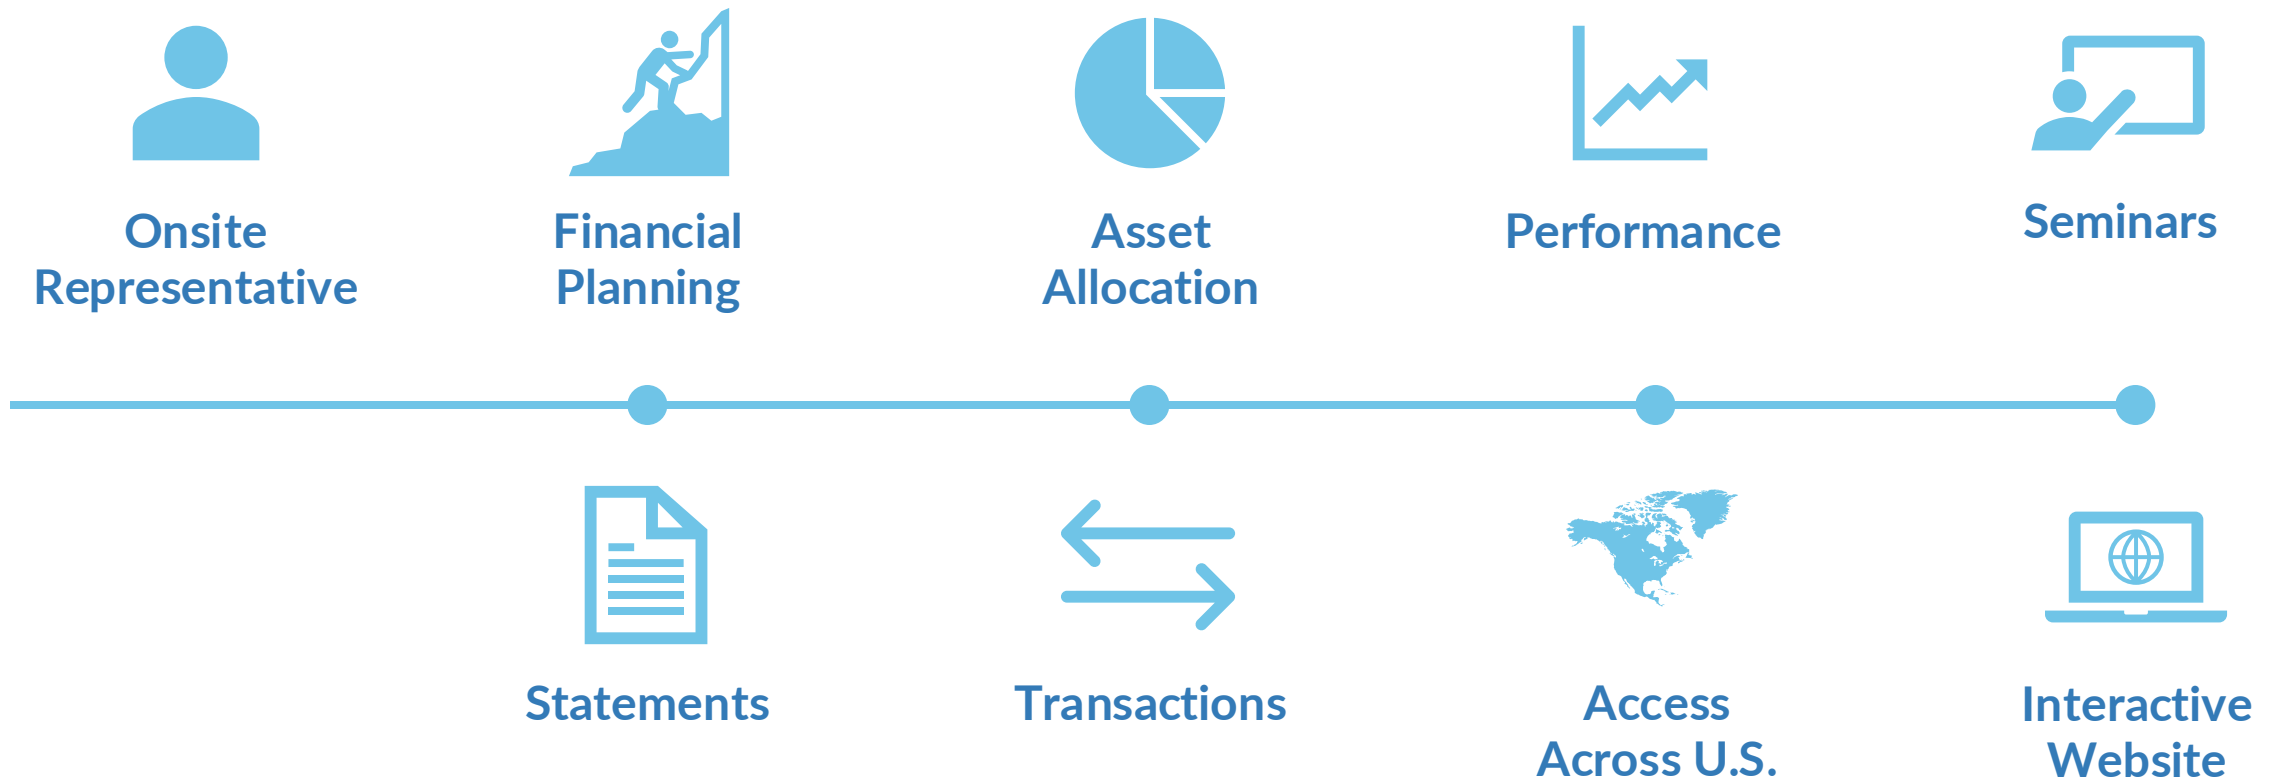 Onsite
Representative
Financial
Planning
Asset
Allocation
Performance
Seminars
Statements
Transactions
Access
Across U.S.
Interactive
Website